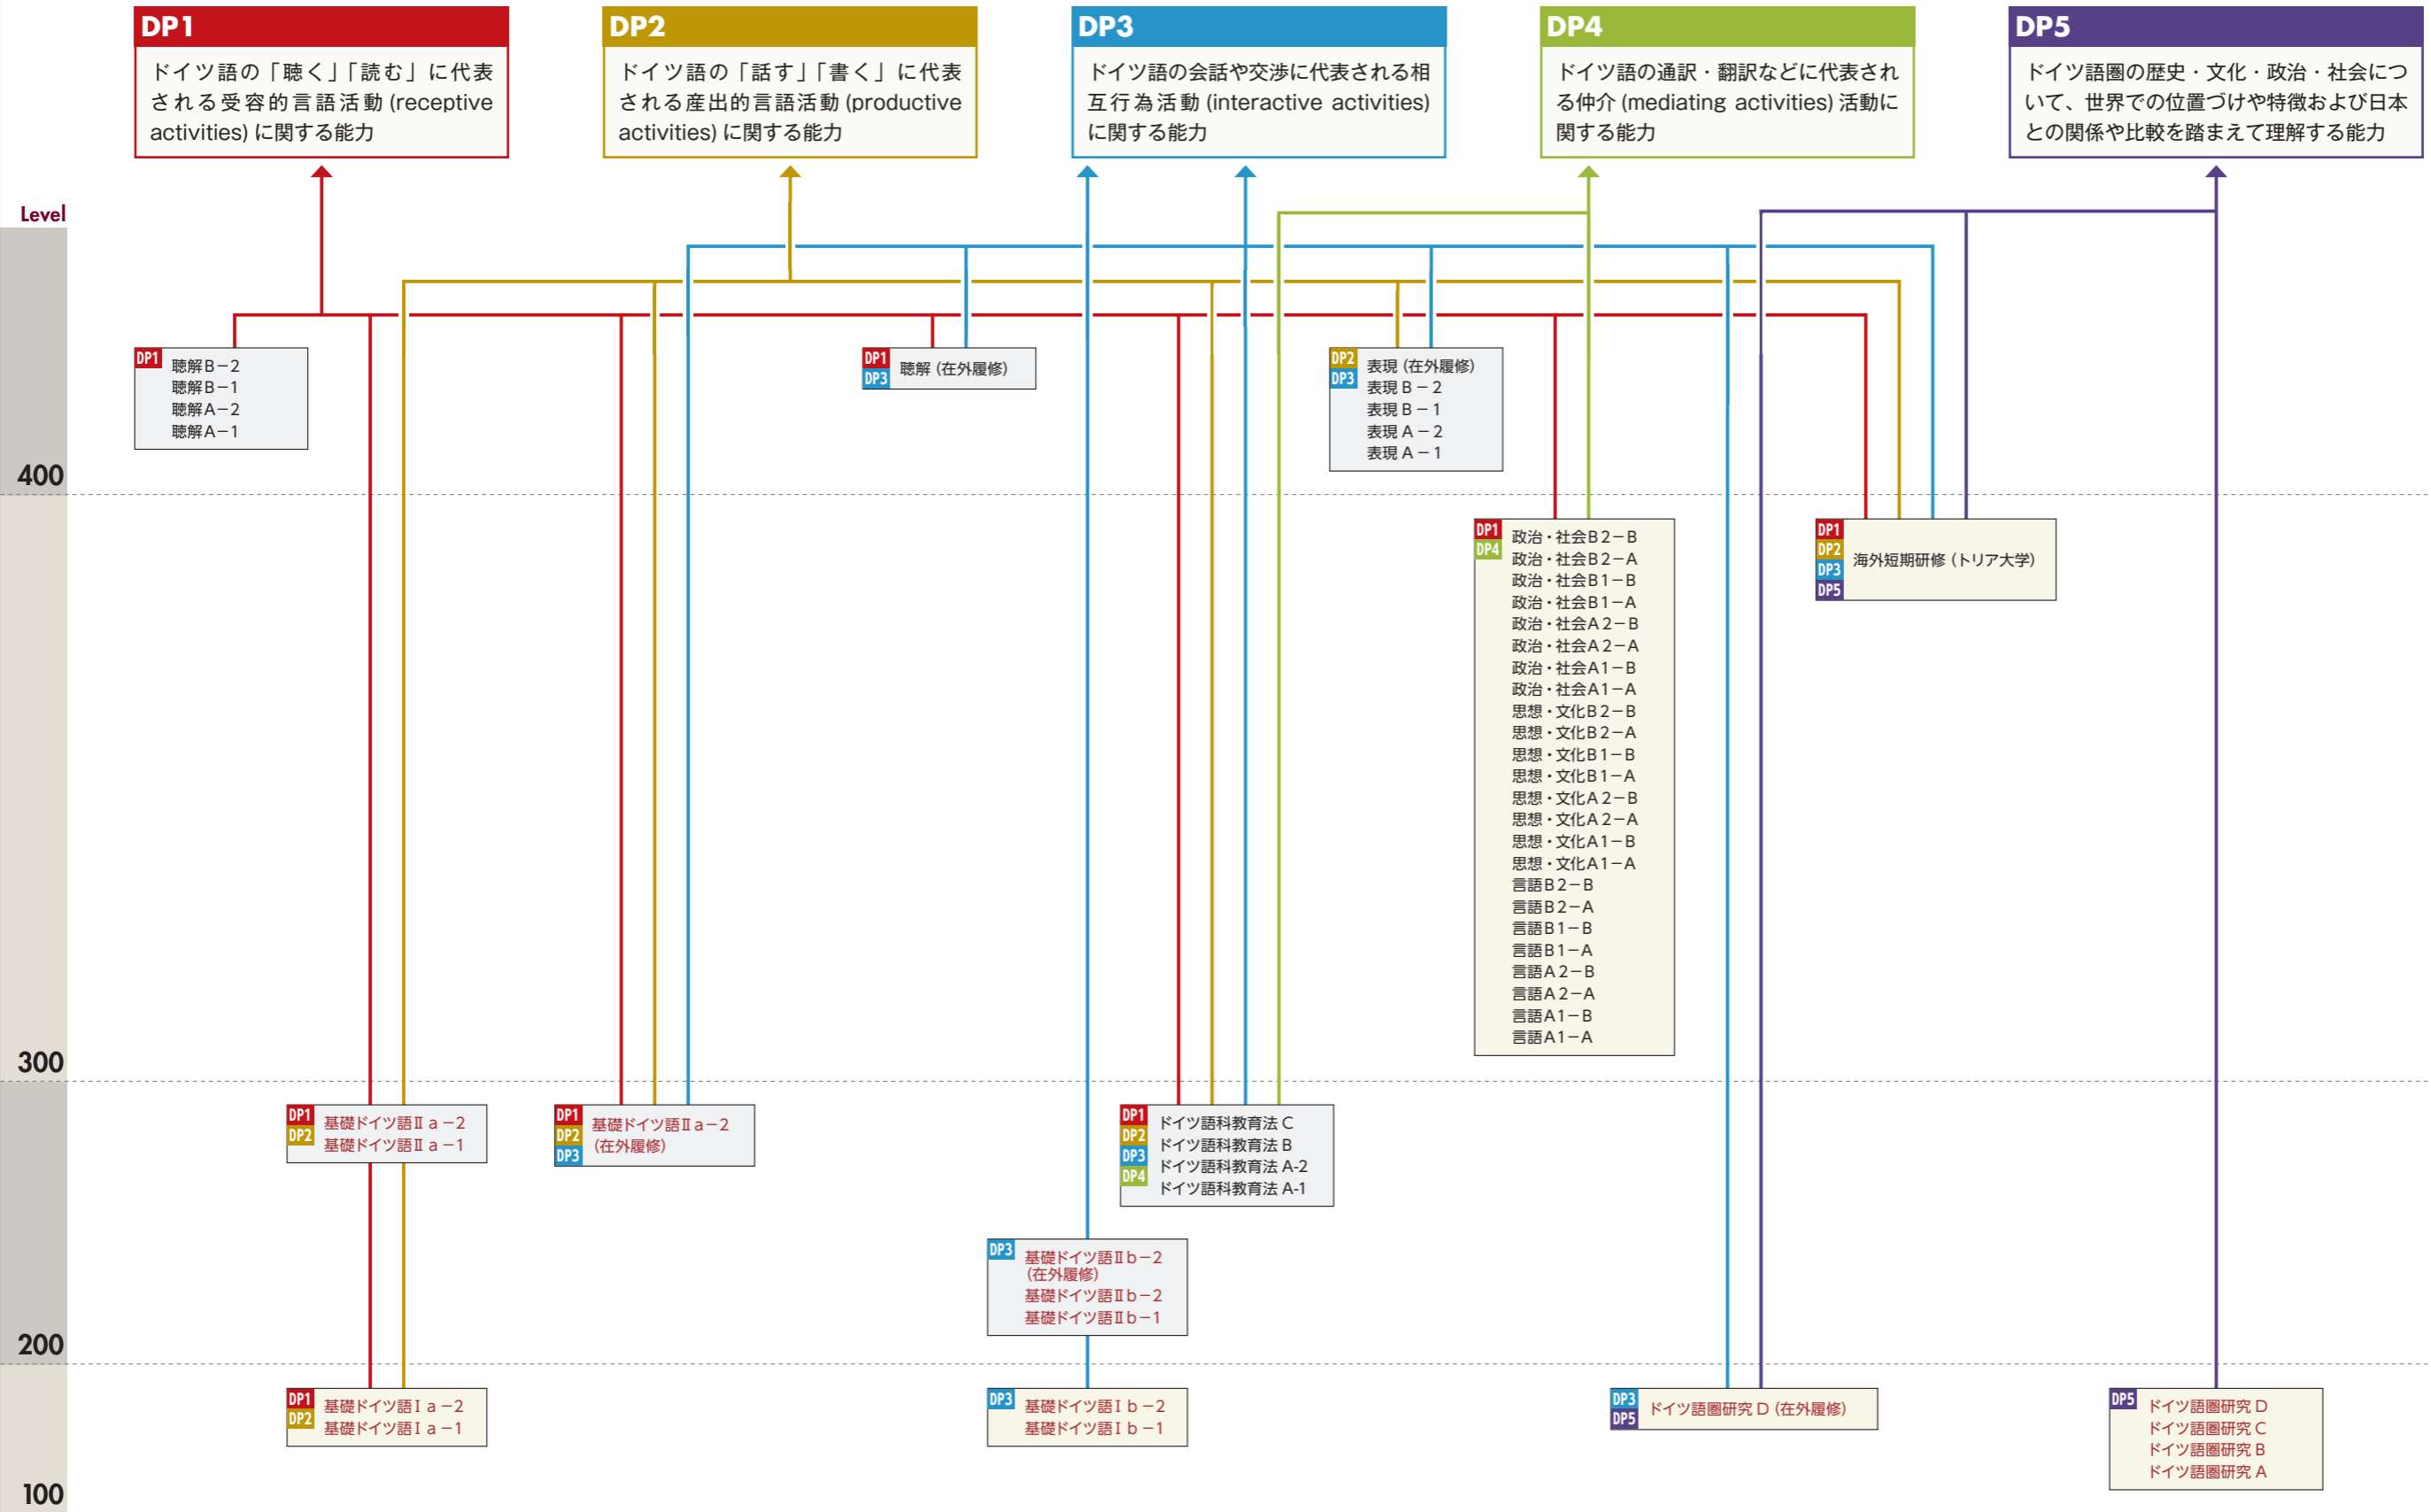 DP1
ドイツ語の「聴く」「読む」に代表
される受容的言語活動 (receptive
activities) に関する能力
DP2
ドイツ語の「話す」「書く」に代表
される産出的言語活動 (productive
activities) に関する能力
DP3
ドイツ語の会話や交渉に代表される相
互行為活動 (interactive activities)
に関する能力
DP4
ドイツ語の通訳・翻訳などに代表され
る仲介 (mediating activities) 活動に
関する能力
DP5
ドイツ語圏の歴史・文化・政治・社会につ
いて、世界での位置づけや特徴および日本
との関係や比較を踏まえて理解する能力
Level
DP1
聴解B−2
聴解B−1
聴解A−2
聴解A−1
DP1
DP3
聴解 (在外履修)
DP2
DP3
表現 (在外履修)
表現 B − 2
表現 B − 1
表現 A − 2
表現 A − 1
400
DP1
DP4
政治・社会B2−B
政治・社会B2−A
政治・社会B1−B
政治・社会B1−A
政治・社会A2−B
政治・社会A2−A
政治・社会A1−B
政治・社会A1−A
思想・文化B2−B
思想・文化B2−A
思想・文化B1−B
思想・文化B1−A
思想・文化A2−B
思想・文化A2−A
思想・文化A1−B
思想・文化A1−A
言語B2−B
言語B2−A
言語B1−B
言語B1−A
言語A2−B
言語A2−A
言語A1−B
言語A1−A
DP1
DP2
DP3
DP5
海外短期研修 (トリア大学)
300
DP1
DP2
基礎ドイツ語Ⅱa−2
基礎ドイツ語Ⅱa−1
DP1
DP2
DP3
基礎ドイツ語Ⅱa−2
(在外履修)
DP1
DP2
DP3
DP4
ドイツ語科教育法 C
ドイツ語科教育法 B
ドイツ語科教育法 A-2
ドイツ語科教育法 A-1
DP3
基礎ドイツ語Ⅱb−2
(在外履修)
基礎ドイツ語Ⅱb−2
基礎ドイツ語Ⅱb−1
200
DP1
DP2
基礎ドイツ語Ⅰa−2
基礎ドイツ語Ⅰa−1
DP3
基礎ドイツ語Ⅰb−2
基礎ドイツ語Ⅰb−1
DP3
DP5
ドイツ語圏研究 D (在外履修)
DP5
ドイツ語圏研究 D
ドイツ語圏研究 C
ドイツ語圏研究 B
ドイツ語圏研究 A
100